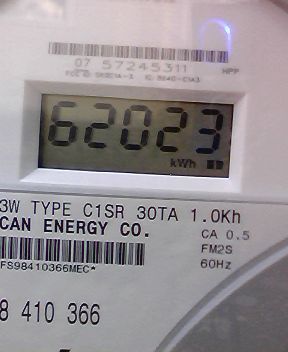 07 57245311
HPP
62023
kWh
3W TYPE C1SR 30TA 1.0Kh
CAN ENERGY CO.
CA 0.5
FM2S
60Hz
FS98410366MEC*
8 410 366